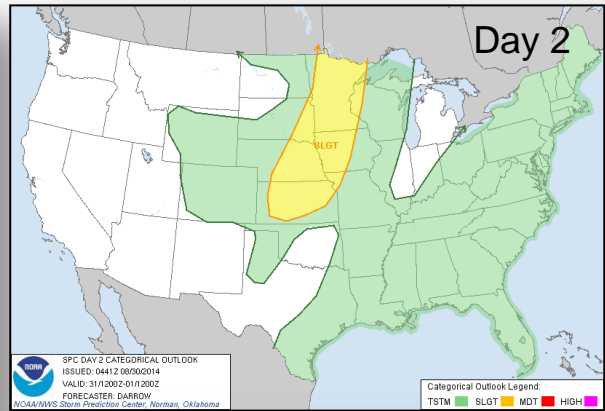 Day 2
SLGT
NOAA
SPC DAY 2 CATEGORICAL OUTLOOK
ISSUED: 0441Z 08/30/2014
VALID: 31/1200Z-01/1200Z
FORECASTER: DARROW
NOAA/NWS Storm Prediction Center, Norman, Oklahoma
Categorical Outlook Legend:
TSTM SLGT MDT HIGH